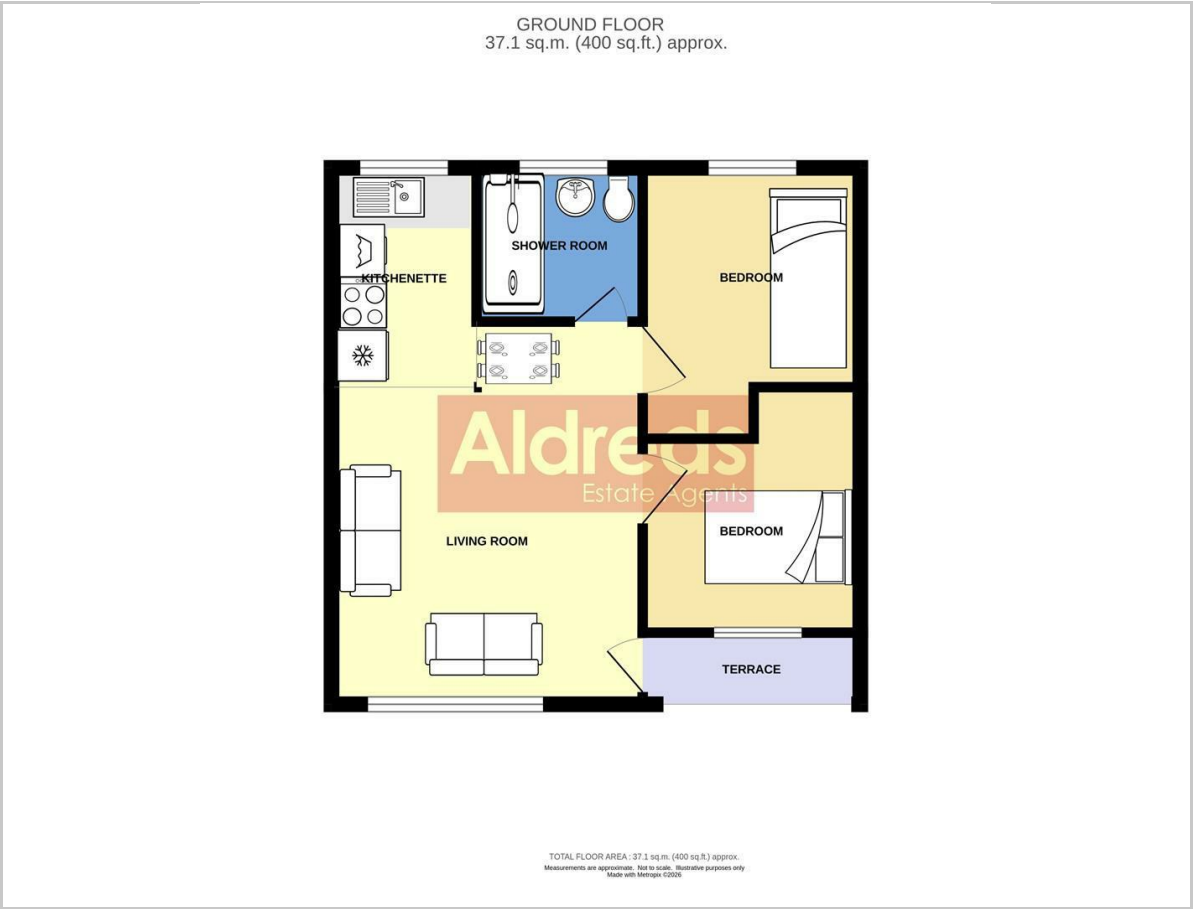 GROUND FLOOR
37.1 sq.m. (400 sq.ft.) approx.
SHOWER ROOM
KITCHENETTE
BEDROOM
Aldreds
Estate Agents
LIVING ROOM
BEDROOM
TERRACE
TOTAL FLOOR AREA : 37.1 sq.m. (400 sq.ft.) approx.
Measurements are approximate. Not to scale. Illustrative purposes only
Made with Metropix ©2026